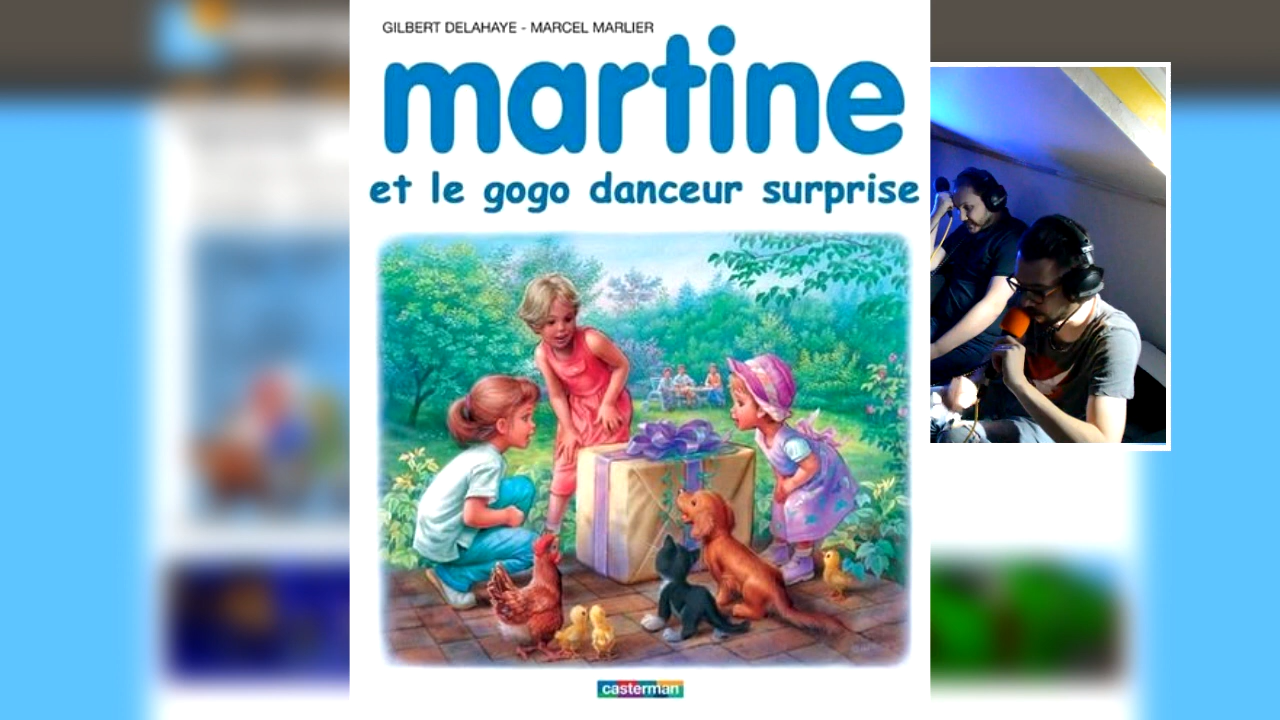 GILBERT DELAHAYE - MARCEL MARLIER
martine
et le gogo danceur surprise
casterman